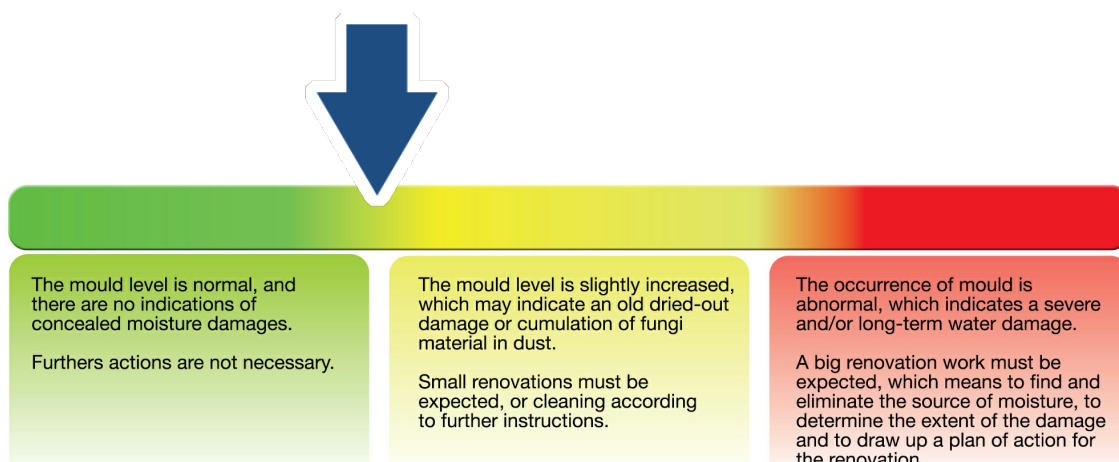 The mould level is normal, and
there are no indications of
concealed moisture damages.
Furthers actions are not necessary.
The mould level is slightly increased,
which may indicate an old dried-out
damage or cumulation of fungi
material in dust.
Small renovations must be
expected, or cleaning according
to further instructions.
The occurrence of mould is
abnormal, which indicates a severe
and/or long-term water damage.
A big renovation work must be
expected, which means to find and
eliminate the source of moisture, to
determine the extent of the damage
and to draw up a plan of action for
the renovation